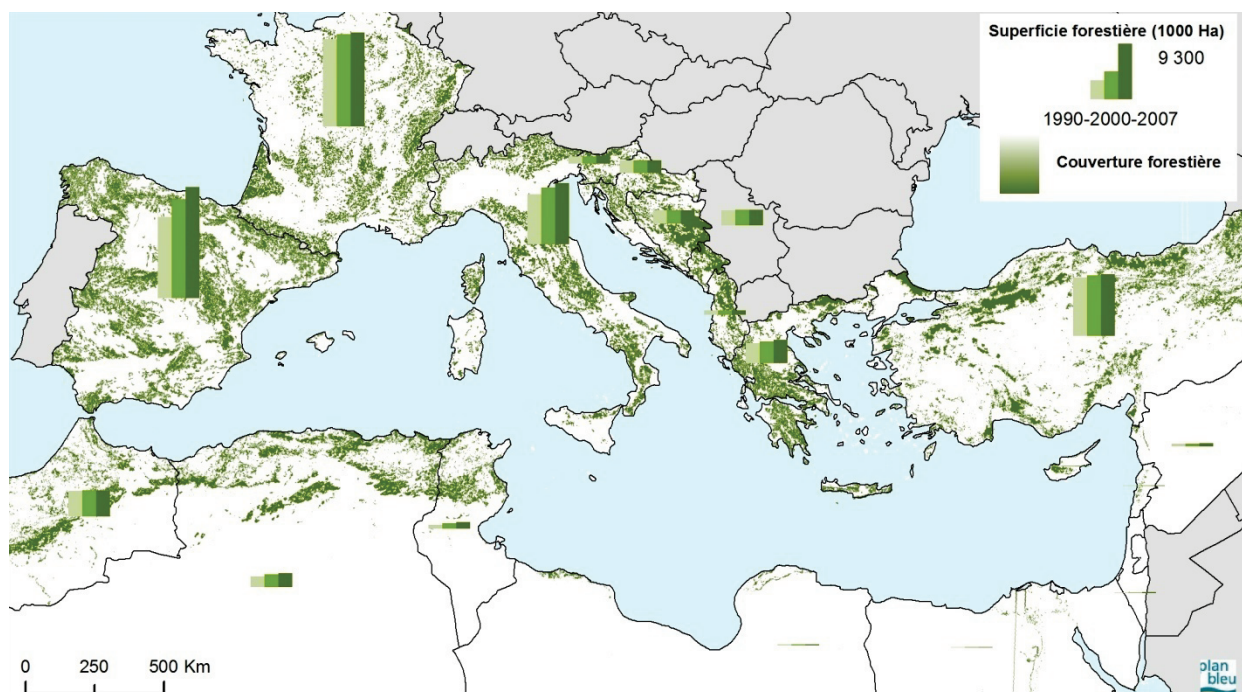 Superficie forestière (1000 Ha)
9 300
1990-2000-2007
Couverture forestière
0 250 500 Km
plan
bleu